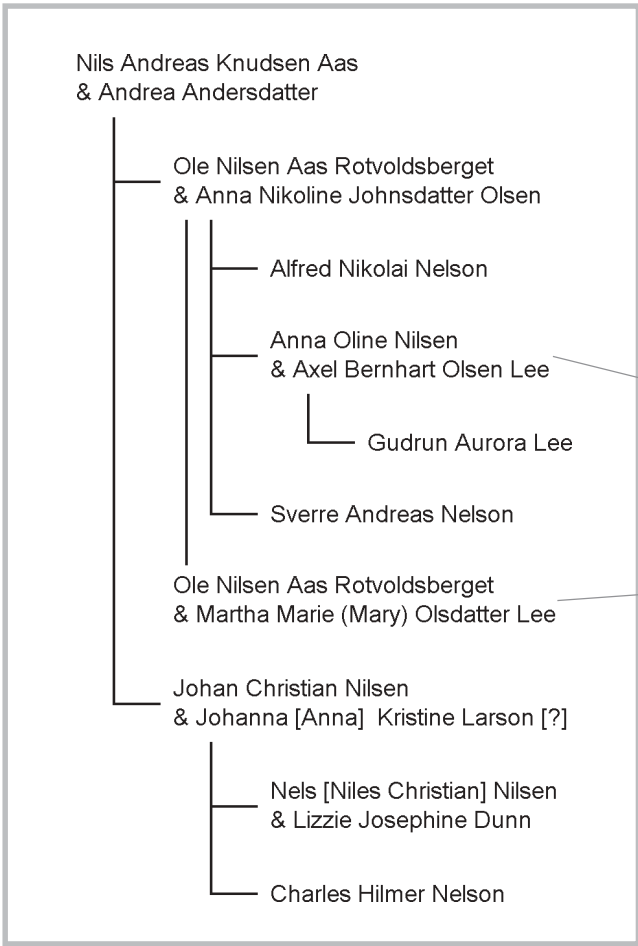 Nils Andreas Knudsen Aas
& Andrea Andersdatter
Ole Nilsen Aas Rotvoldsberget
& Anna Nikoline Johnsdatter Olsen
Alfred Nikolai Nelson
Anna Oline Nilsen
& Axel Bernhart Olsen Lee
Gudrun Aurora Lee
Sverre Andreas Nelson
Ole Nilsen Aas Rotvoldsberget
& Martha Marie (Mary) Olsdatter Lee
Johan Christian Nilsen
& Johanna [Anna] Kristine Larson [?]
Nels [Niles Christian] Nilsen
& Lizzie Josephine Dunn
Charles Hilmer Nelson